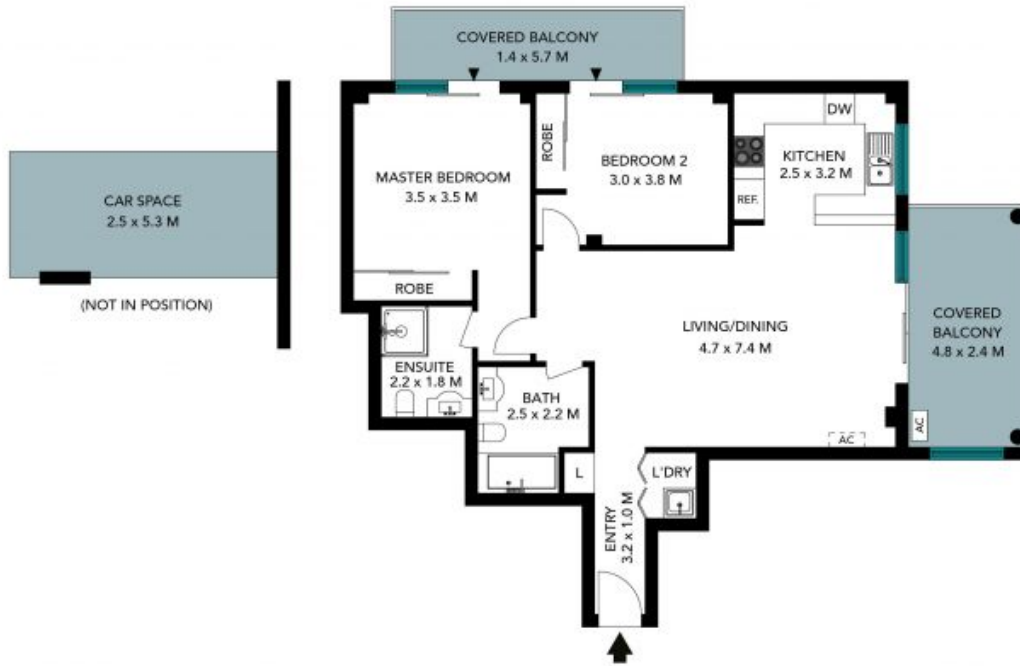 COVERED BALCONY
1.4 x 5.7 M
CAR SPACE
2.5 x 5.3 M
(NOT IN POSITION)
MASTER BEDROOM
3.5 x 3.5 M
ROBE
ROBE
BEDROOM 2
3.0 x 3.8 M
DW
KITCHEN
2.5 x 3.2 M
REF.
LIVING/DINING
4.7 x 7.4 M
COVERED
BALCONY
4.8 x 2.4 M
AC
AC
ENSUITE
2.2 x 1.8 M
BATH
2.5 x 2.2 M
L
L'DRY
ENTRY
3.2 x 1.0 M